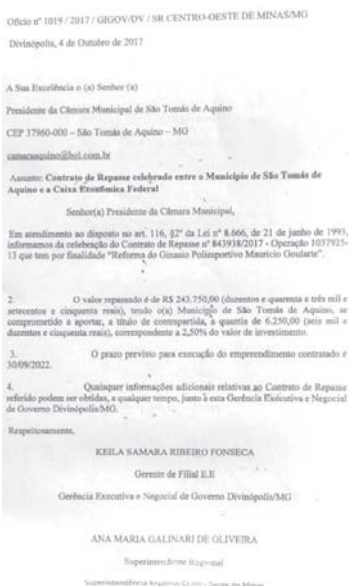 Ofício nº 1019 / 2017 / GIGOV/DV / SR CENTRO-OESTE DE MINAS/MG
Divinópolis, 4 de Outubro de 2017
A Sua Excelência o (a) Senhor (a)
Presidente da Câmara Municipal de São Tomás de Aquino
CEP 37960-000 – São Tomás de Aquino – MG
camaraaquino@bol.com.br
Assunto: Contrato de Repasse celebrado entre o Município de São Tomás de
Aquino e a Caixa Econômica Federal
Senhor(a) Presidente da Câmara Municipal,
Em atendimento ao disposto no art. 116, §2º da Lei nº 8.666, de 21 de junho de 1993,
informamos da celebração do Contrato de Repasse nº 843938/2017 - Operação 1037925-
13 que tem por finalidade "Reforma do Ginasio Poliesportivo Mauricio Goularte".
2. O valor repassado é de R$ 243.750,00 (duzentos e quarenta e três mil e
setecentos e cinquenta reais), tendo o(a) Município de São Tomás de Aquino, se
comprometido a aportar, a título de contrapartida, a quantia de 6.250,00 (seis mil e
duzentos e cinquenta reais), correspondente a 2,50% do valor de investimento.
3. O prazo previsto para execução do empreendimento contratado é
30/09/2022.
4. Quaisquer informações adicionais relativas ao Contrato de Repasse
referido podem ser obtidas, a qualquer tempo, junto à esta Gerência Executiva e Negocial
de Governo Divinópolis/MG.
Respeitosamente,
KEILA SAMARA RIBEIRO FONSECA
Gerente de Filial E.E
Gerência Executiva e Negocial de Governo Divinópolis/MG
ANA MARIA GALINARI DE OLIVEIRA
Superintendente Regional
Superintendência Regional Centro-Oeste de Minas